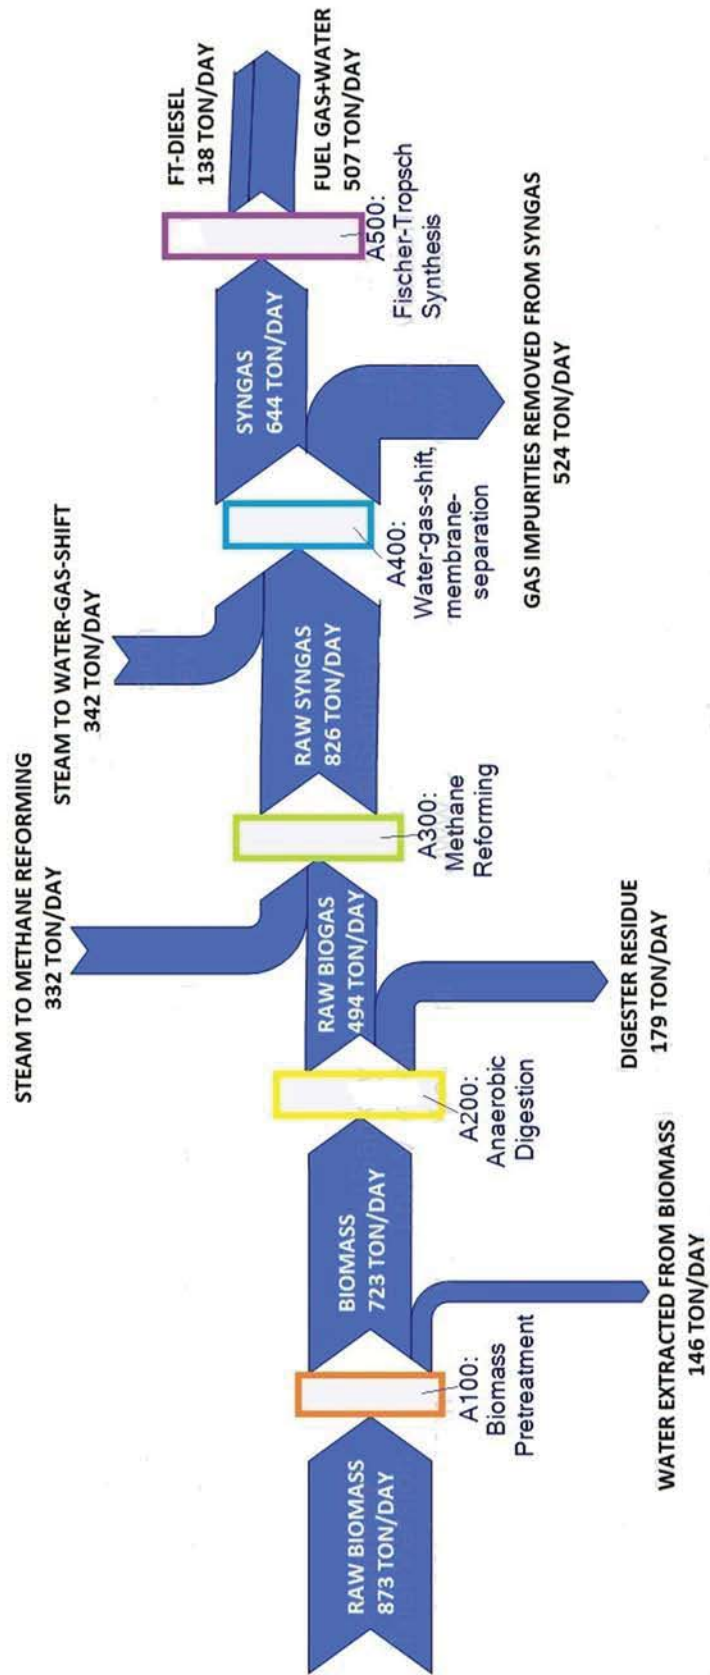 RAW BIOMASS
873 TON/DAY
A100:
Biomass
Pretreatment
WATER EXTRACTED FROM BIOMASS
146 TON/DAY
BIOMASS
723 TON/DAY
A200:
Anaerobic
Digestion
DIGESTER RESIDUE
179 TON/DAY
RAW BIOGAS
494 TON/DAY
STEAM TO METHANE REFORMING
332 TON/DAY
A300:
Methane
Reforming
RAW SYNGAS
826 TON/DAY
STEAM TO WATER-GAS-SHIFT
342 TON/DAY
A400:
Water-gas-shift,
membrane-
separation
GAS IMPURITIES REMOVED FROM SYNGAS
524 TON/DAY
SYNGAS
644 TON/DAY
A500:
Fischer-Tropsch
Synthesis
FT-DIESEL
138 TON/DAY
FUEL GAS+WATER
507 TON/DAY